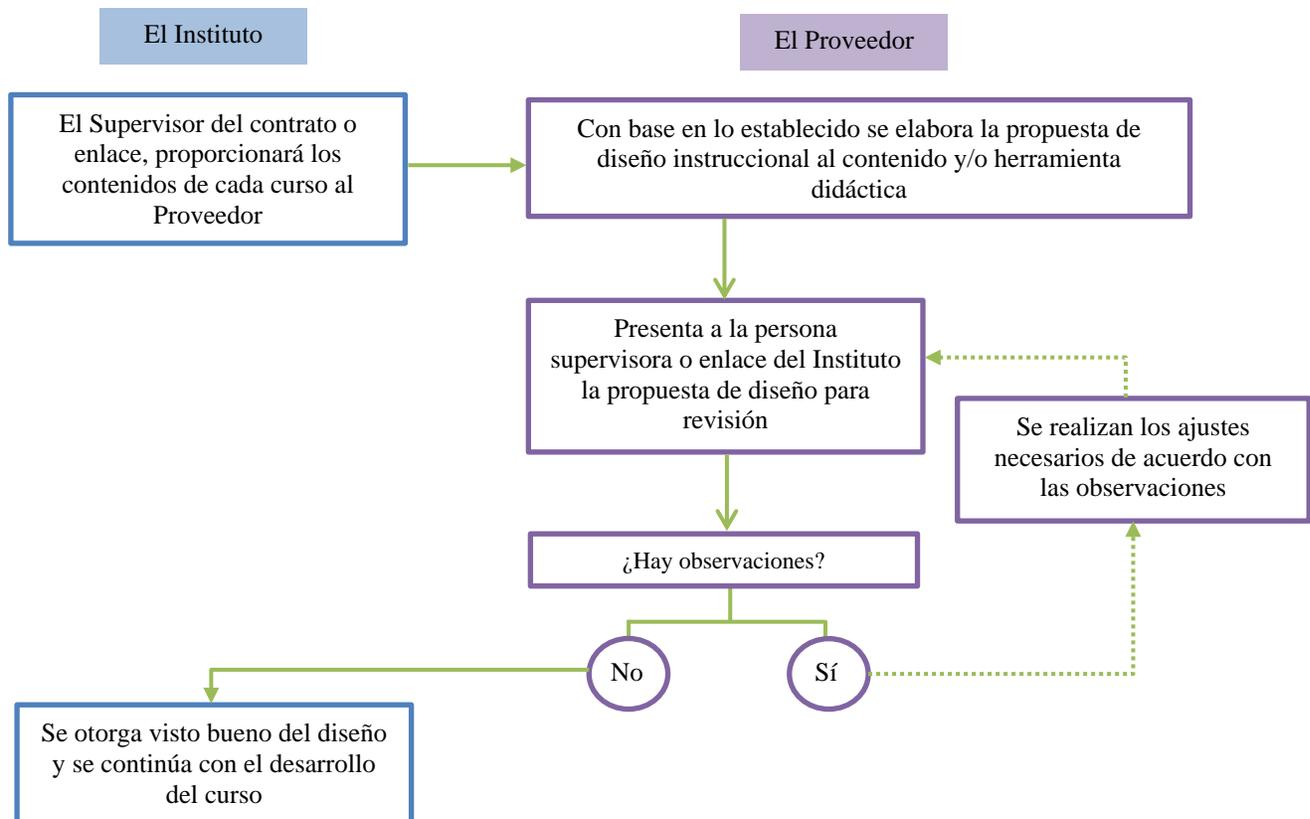 El Instituto
El Proveedor
El Supervisor del contrato o
enlace, proporcionará los
contenidos de cada curso al
Proveedor
Con base en lo establecido se elabora la propuesta de
diseño instruccional al contenido y/o herramienta
didáctica
Presenta a la persona
supervisora o enlace del Instituto
la propuesta de diseño para
revisión
Se realizan los ajustes
necesarios de acuerdo con
las observaciones
¿Hay observaciones?
No
Sí
Se otorga visto bueno del diseño
y se continúa con el desarrollo
del curso